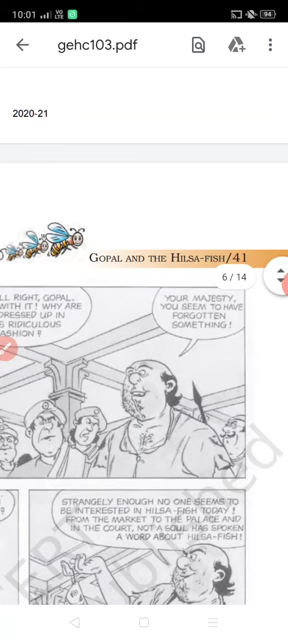 10:01
94
gehc103.pdf
2020-21
GOPAL AND THE HILSA-FISH/41
6 / 14
LL RIGHT, GOPAL,
WITH IT! WHY ARE
DRESSED UP IN
S RIDICULOUS
ASHION?
YOUR MAJESTY,
YOU SEEM TO HAVE
FORGOTTEN
SOMETHING!
?
STRANGELY ENOUGH NO ONE SEEMS TO
BE INTERESTED IN HILSA-FISH TODAY!
FROM THE MARKET TO THE PALACE AND
IN THE COURT, NOT A SOUL HAS SPOKEN
A WORD ABOUT HILSA-FISH!